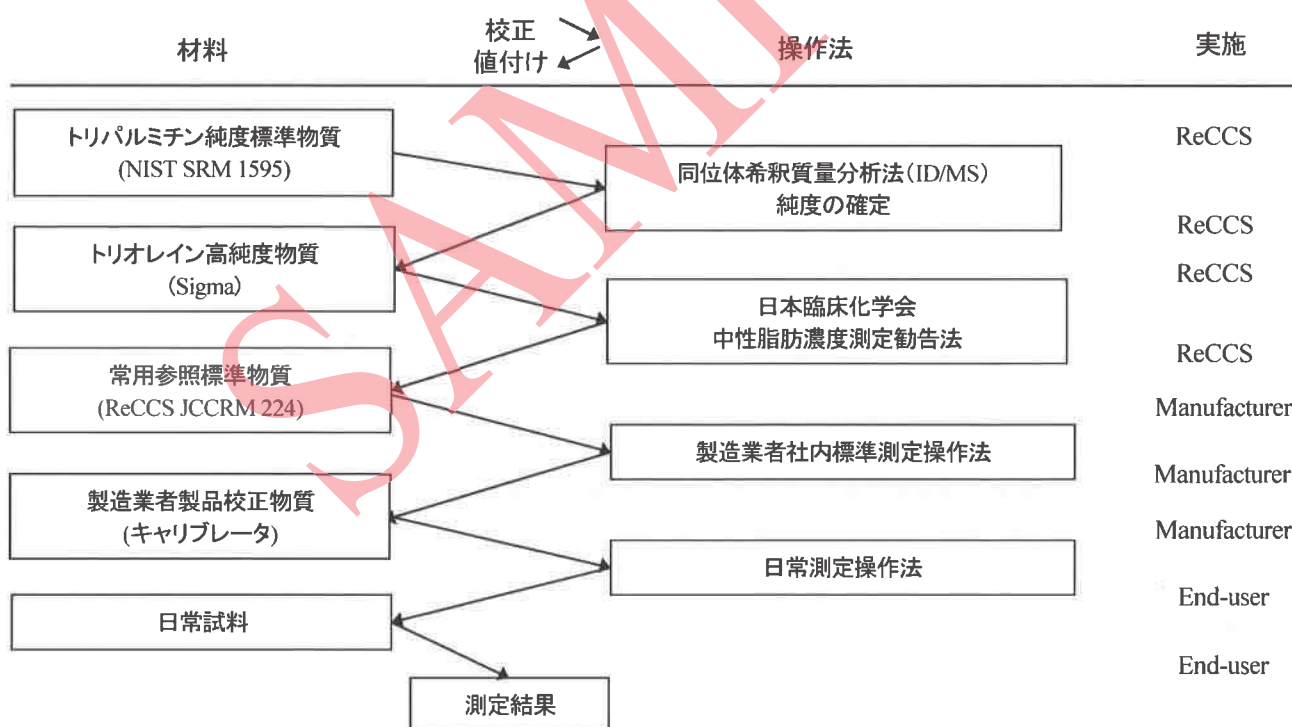 材料
校正
値付け
操作法
実施
トリパルミチン純度標準物質
(NIST SRM 1595)
ReCCS
同位体希釈質量分析法(ID/MS)
純度の確定
ReCCS
トリオレイン高純度物質
(Sigma)
ReCCS
日本臨床化学会
中性脂肪濃度測定勧告法
ReCCS
常用参照標準物質
(ReCCS JCCRM 224)
Manufacturer
製造業者社内標準測定操作法
Manufacturer
製造業者製品校正物質
(キャリブレータ)
Manufacturer
日常測定操作法
End-user
日常試料
End-user
測定結果
SAM